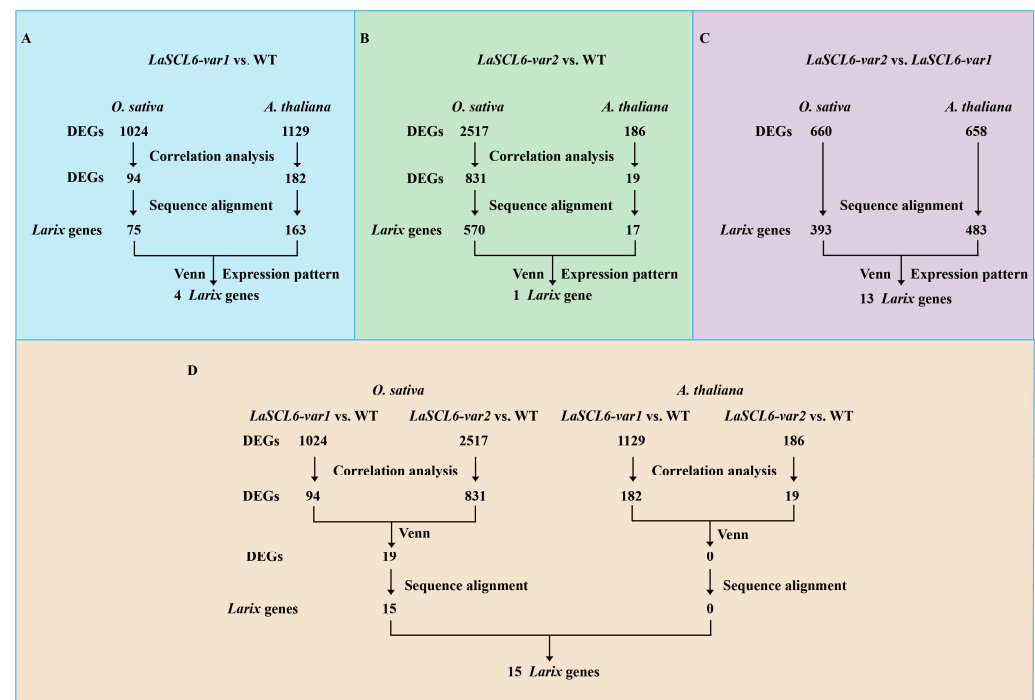 A
LaSCL6-var1 vs. WT
O. sativa A. thaliana
DEGs 1024 1129
Correlation analysis
DEGs 94 182
Sequence alignment
Larix genes 75 163
Venn Expression pattern
4 Larix genes
B
LaSCL6-var2 vs. WT
O. sativa A. thaliana
DEGs 2517 186
Correlation analysis
DEGs 831 19
Sequence alignment
Larix genes 570 17
Venn Expression pattern
1 Larix gene
C
LaSCL6-var2 vs. LaSCL6-var1
O. sativa A. thaliana
DEGs 660 658
Sequence alignment
Larix genes 393 483
Venn Expression pattern
13 Larix genes
D
O. sativa A. thaliana
LaSCL6-var1 vs. WT LaSCL6-var2 vs. WT LaSCL6-var1 vs. WT LaSCL6-var2 vs. WT
DEGs 1024 2517 1129 186
Correlation analysis Correlation analysis
DEGs 94 831 182 19
Venn Venn
DEGs 19 0
Sequence alignment Sequence alignment
Larix genes 15 0
15 Larix genes